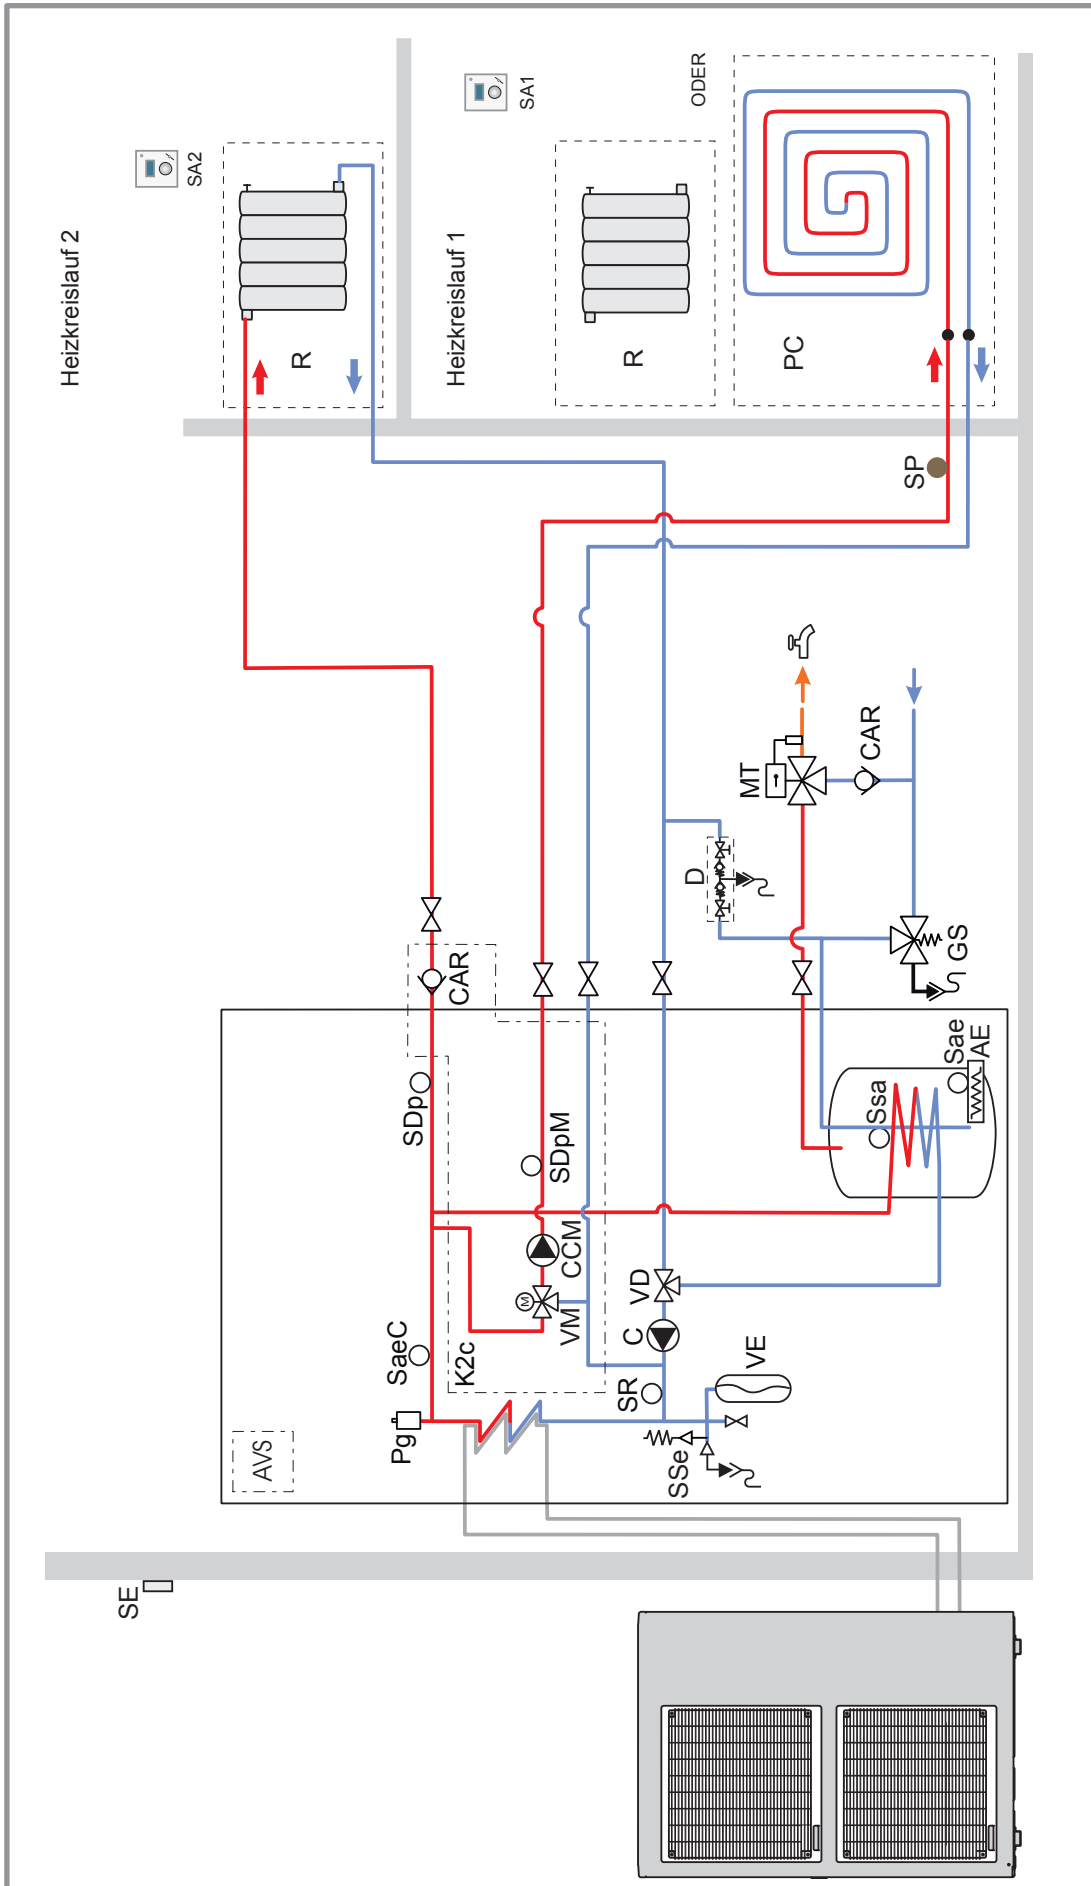 Heizkreislauf 2
SA2
R
Heizkreislauf 1
SA1
R
ODER
PC
SP
MT
CAR
D
GS
CAR
SDp
SDpM
CCM
VM
M
K2c
SaeC
Pg
AVS
Ssa
Sae
AE
VD
C
SR
VE
SSe
SE